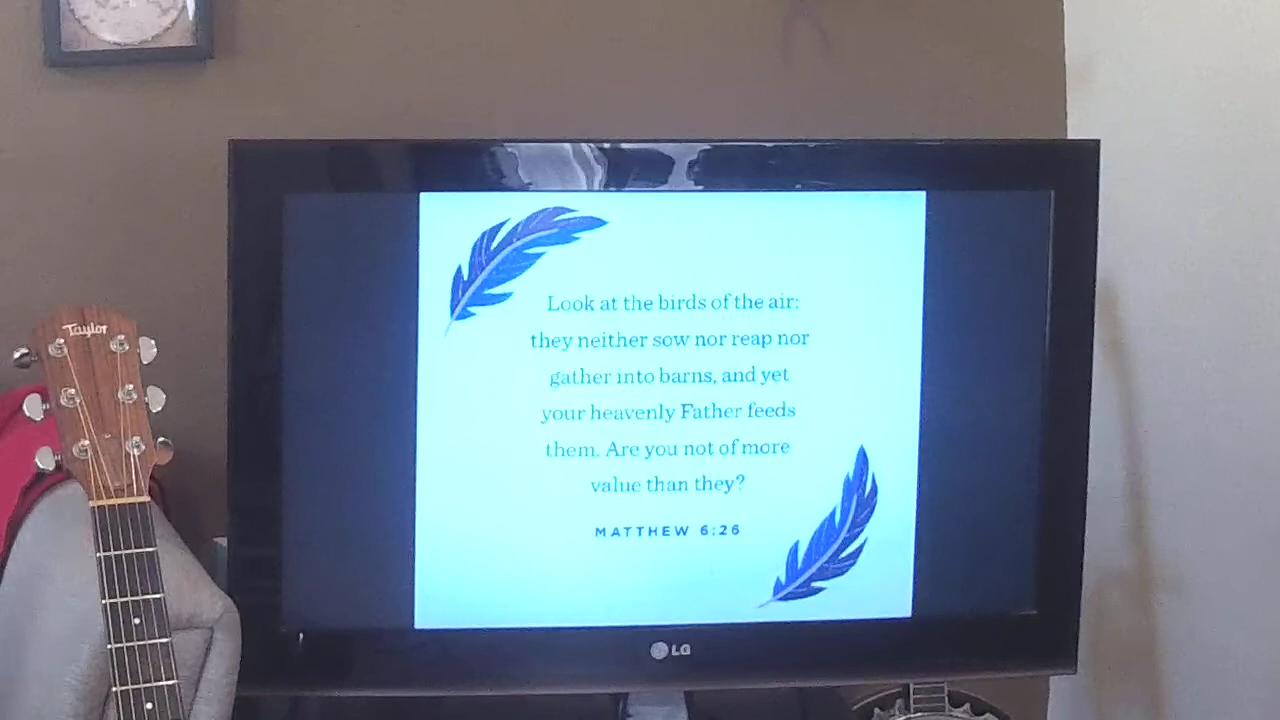 Taylor
Look at the birds of the air:
they neither sow nor reap nor
gather into barns, and yet
your heavenly Father feeds
them. Are you not of more
value than they?
MATTHEW 6:26
LG